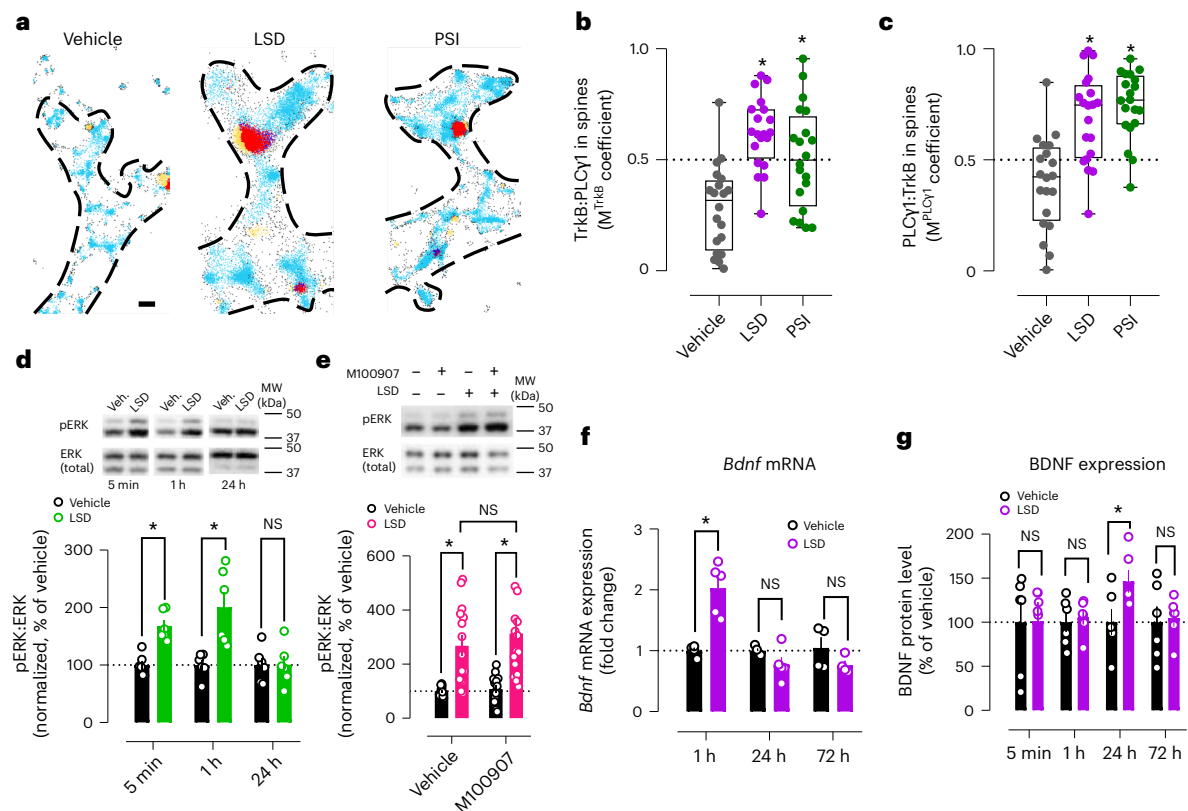 a
Vehicle
LSD
PSI
b
TrkB:PLCγ1 in spines
(M^TrkB coefficient)
1.0
0.5
0
*
*
Vehicle
LSD
PSI
c
PLCγ1:TrkB in spines
(M^PLCγ1 coefficient)
1.0
0.5
0
*
*
Vehicle
LSD
PSI
d
Veh.
LSD
Veh.
LSD
Veh.
LSD
MW
(kDa)
pERK
50
37
ERK
(total)
50
37
5 min
1 h
24 h
Vehicle
LSD
pERK:ERK
(normalized, % of vehicle)
300
200
100
0
*
*
NS
5 min
1 h
24 h
e
M100907 – + – +
LSD – – + +
MW
(kDa)
pERK
50
37
ERK
(total)
50
37
Vehicle
LSD
pERK:ERK
(normalized, % of vehicle)
600
400
200
0
NS
*
*
Vehicle
M100907
f
Bdnf mRNA
Vehicle
LSD
Bdnf mRNA expression
(fold change)
3
2
1
0
*
NS
NS
1 h
24 h
72 h
g
BDNF expression
Vehicle
LSD
BDNF protein level
(% of vehicle)
200
150
100
50
0
NS
NS
*
NS
5 min
1 h
24 h
72 h